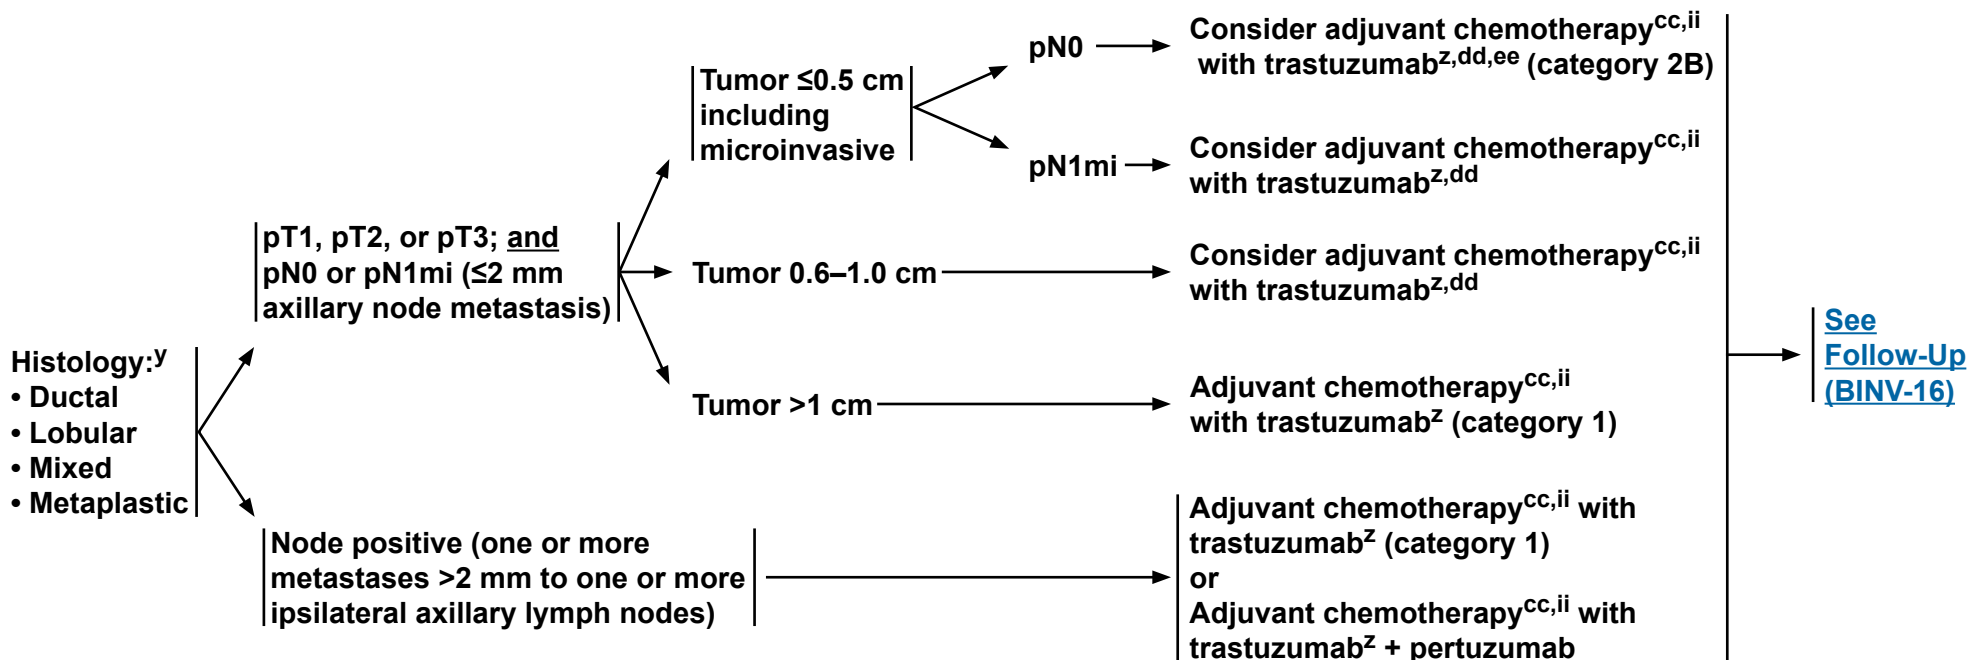 Histology:y
• Ductal
• Lobular
• Mixed
• Metaplastic
pT1, pT2, or pT3; and
pN0 or pN1mi (≤2 mm
axillary node metastasis)
Node positive (one or more
metastases >2 mm to one or more
ipsilateral axillary lymph nodes)
Tumor ≤0.5 cm
including
microinvasive
Tumor 0.6–1.0 cm
Tumor >1 cm
pN0
pN1mi
Consider adjuvant chemotherapycc,ii
with trastuzumabz,dd,ee (category 2B)
Consider adjuvant chemotherapycc,ii
with trastuzumabz,dd
Consider adjuvant chemotherapycc,ii
with trastuzumabz,dd
Adjuvant chemotherapycc,ii
with trastuzumabz (category 1)
Adjuvant chemotherapycc,ii with
trastuzumabz (category 1)
or
Adjuvant chemotherapycc,ii with
trastuzumabz + pertuzumab
See
Follow-Up
(BINV-16)